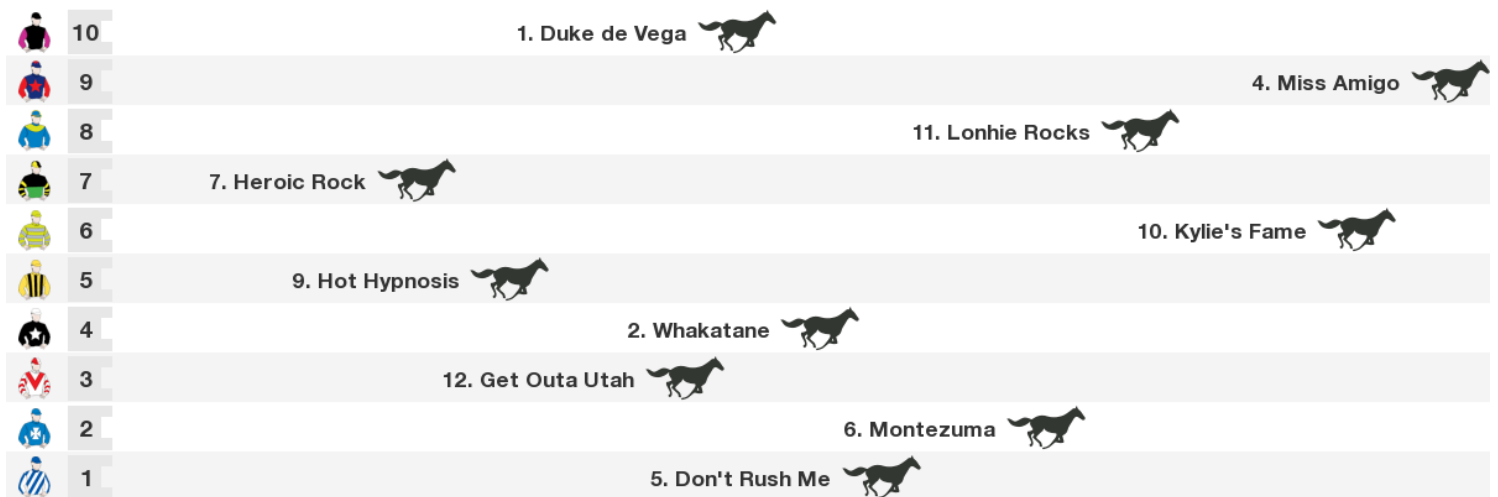 10 1. Duke de Vega
9 4. Miss Amigo
8 11. Lonhie Rocks
7 7. Heroic Rock
6 10. Kylie's Fame
5 9. Hot Hypnosis
4 2. Whakatane
3 12. Get Outa Utah
2 6. Montezuma
1 5. Don't Rush Me